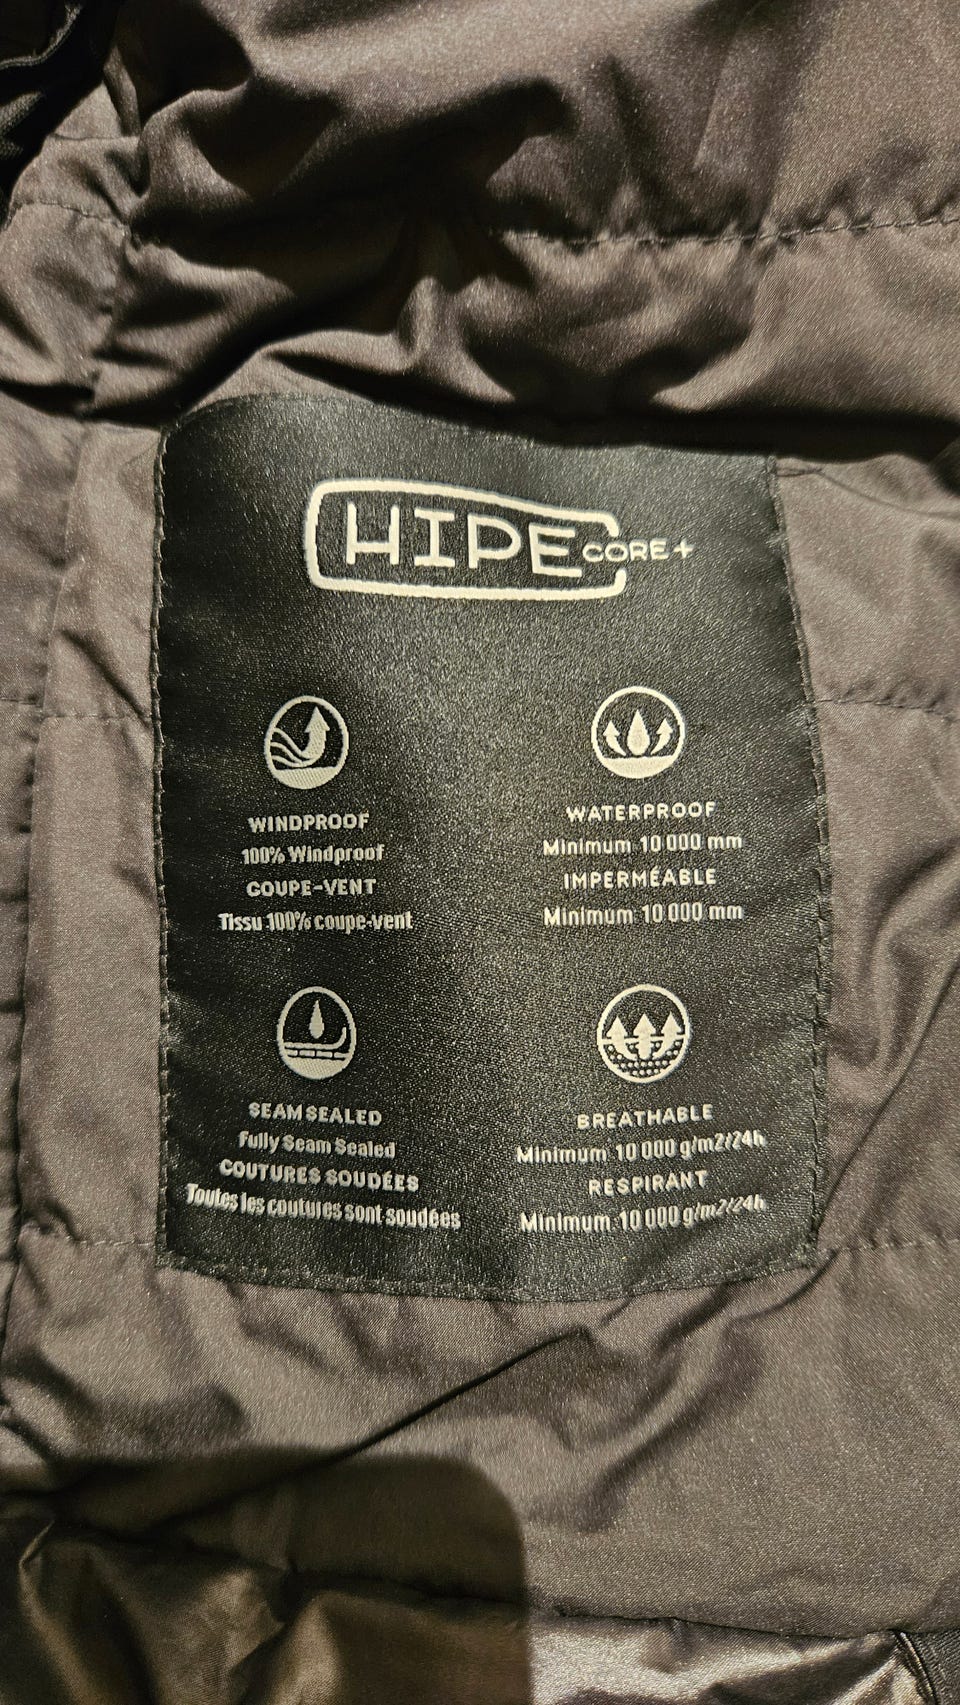 HIPE CORE+
WINDPROOF
100% Windproof
COUPE-VENT
Tissu 100% coupe-vent
WATERPROOF
Minimum 10 000 mm
IMPERMÉABLE
Minimum 10 000 mm
SEAM SEALED
Fully Seam Sealed
COUTURES SOUDÉES
Toutes les coutures sont soudées
BREATHABLE
Minimum 10 000 g/m2/24h
RESPIRANT
Minimum 10 000 g/m2/24h